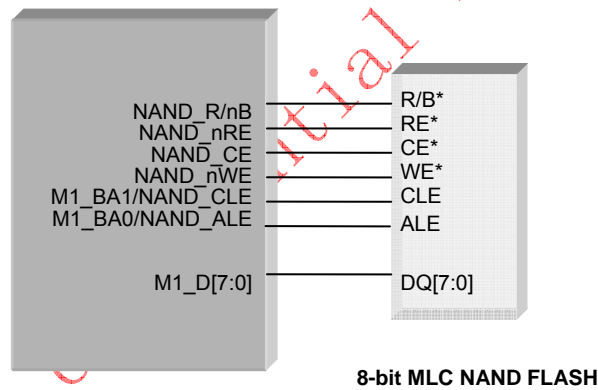 NAND_R/nB
NAND_nRE
NAND_CE
NAND_nWE
M1_BA1/NAND_CLE
M1_BA0/NAND_ALE
M1_D[7:0]
R/B*
RE*
CE*
WE*
CLE
ALE
DQ[7:0]
8-bit MLC NAND FLASH